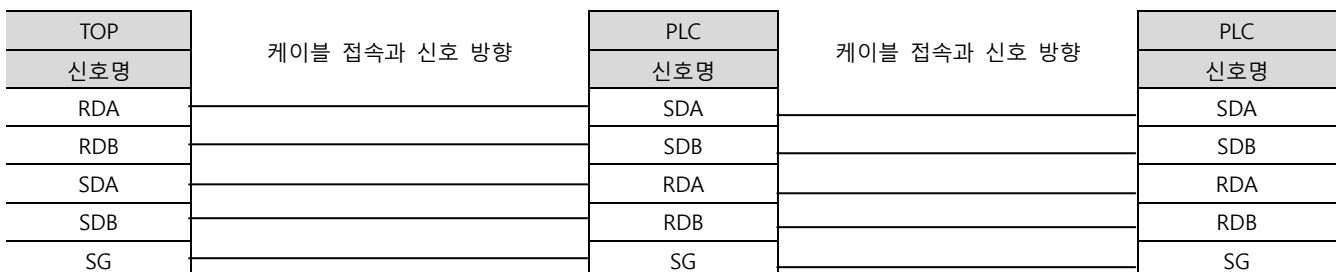 TOP 케이블 접속과 신호 방향 PLC 케이블 접속과 신호 방향 PLC
신호명 신호명 신호명
RDA SDA SDA
RDB SDB SDB
SDA RDA RDA
SDB RDB RDB
SG SG SG